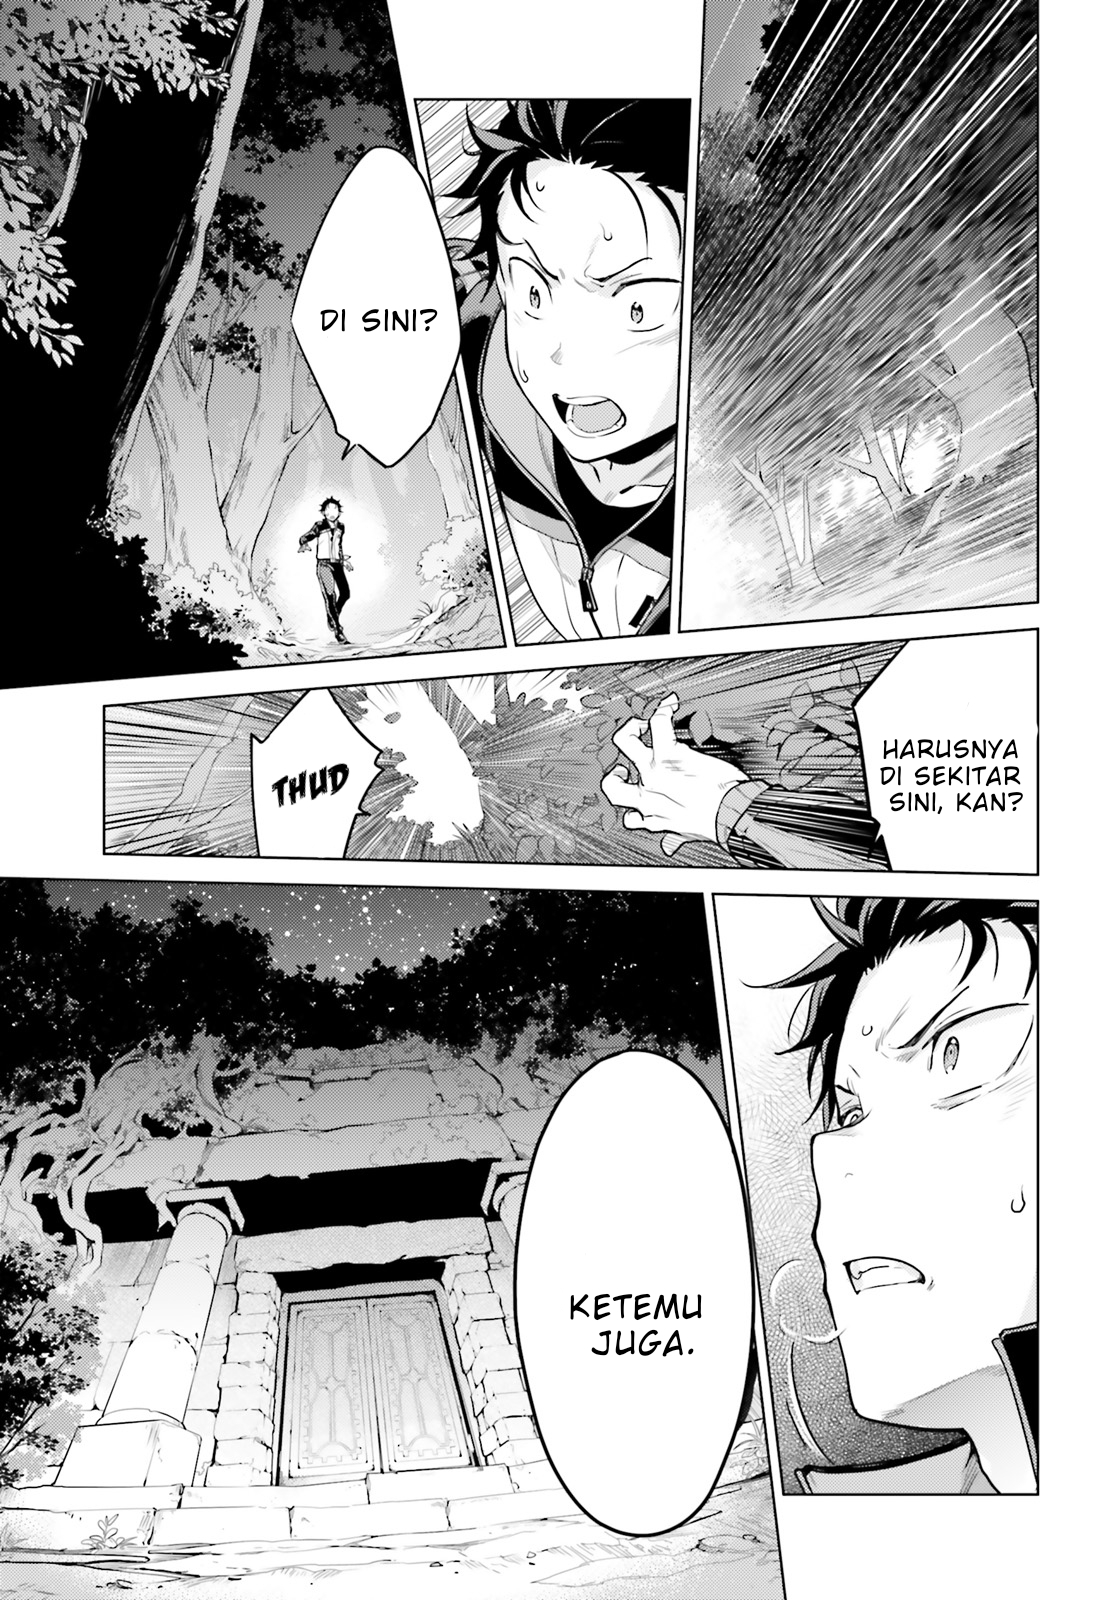 DI SINI?
HARUSNYA
DI SEKITAR
SINI, KAN?
THUD
KETEMU
JUGA.